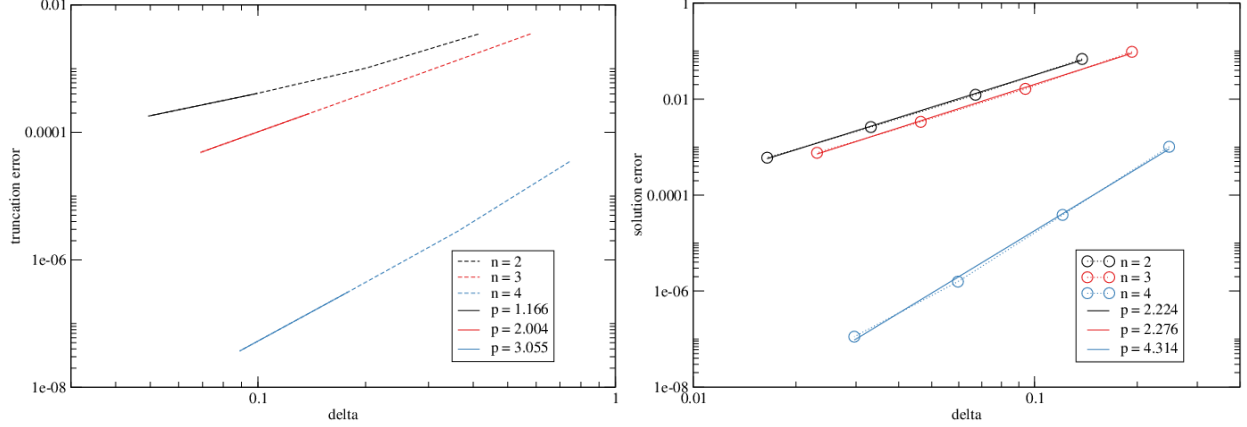 0.01
0.0001
1e-06
1e-08
truncation error
0.1
1
delta
n = 2
n = 3
n = 4
p = 1.166
p = 2.004
p = 3.055
1
0.01
0.0001
1e-06
1e-08
solution error
0.01
0.1
delta
n = 2
n = 3
n = 4
p = 2.224
p = 2.276
p = 4.314